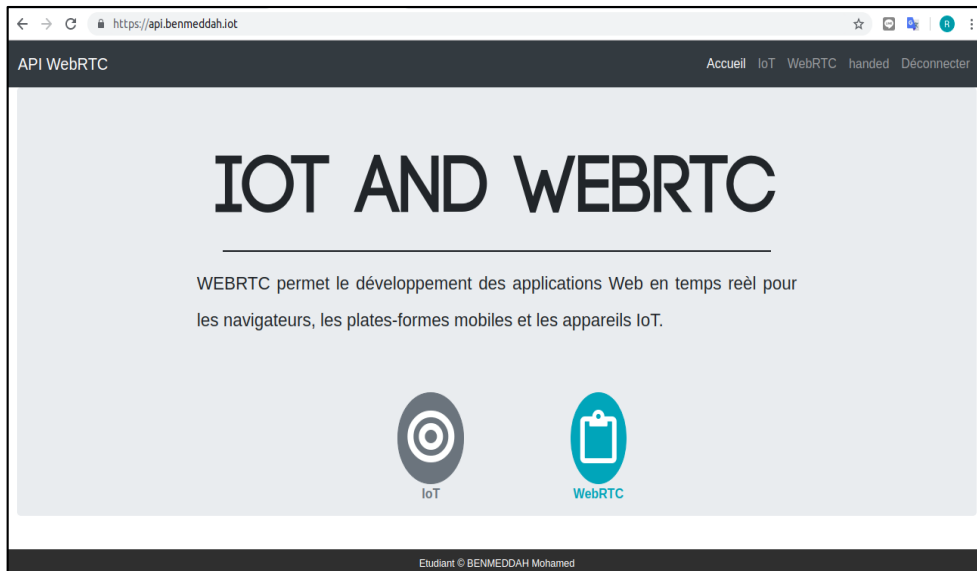 https://api.benmeddah.iot
R
API WebRTC
Accueil IoT WebRTC handed Déconnecter
IOT AND WEBRTC
WEBRTC permet le développement des applications Web en temps reèl pour
les navigateurs, les plates-formes mobiles et les appareils IoT.
IoT
WebRTC
Etudiant © BENMEDDAH Mohamed